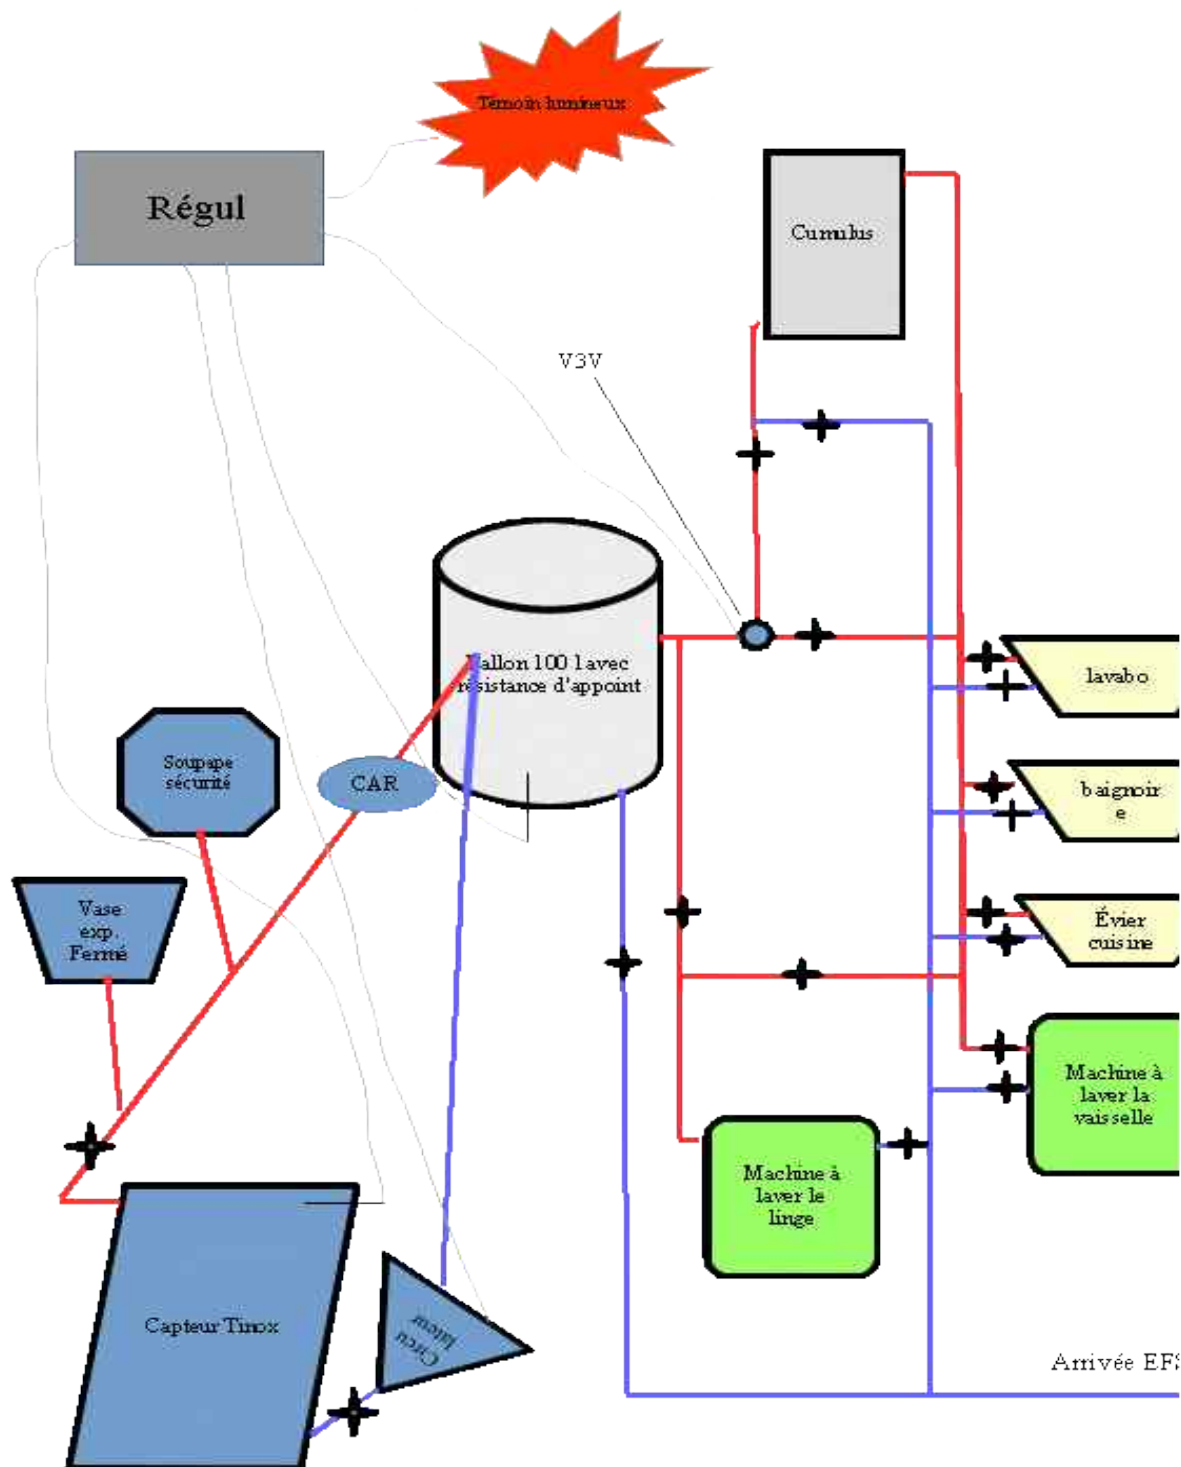 Témoin lumineux
Régul
Cumulus
V3V
Ballon 100 l avec
résistance d'appoint
lavabo
Soupape
sécurité
CAR
baignoir
e
Vase
exp.
Fermé
Évier
cuisine
Machine à
laver la
vaisselle
Machine à
laver le
linge
Capteur Tinox
Circu
lateur
Arrivée EFS